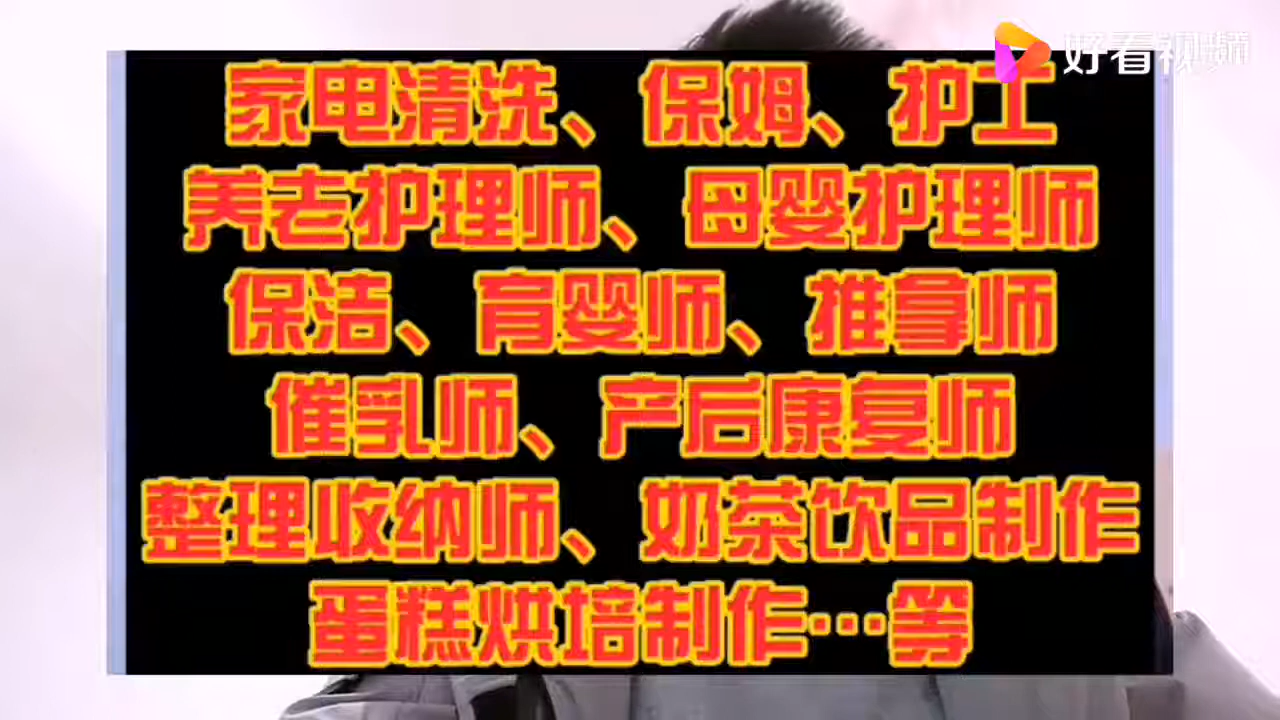 好看视频
家电清洗、保姆、护工
养老护理师、母婴护理师
保洁、育婴师、推拿师
催乳师、产后康复师
整理收纳师、奶茶饮品制作
蛋糕烘培制作…等